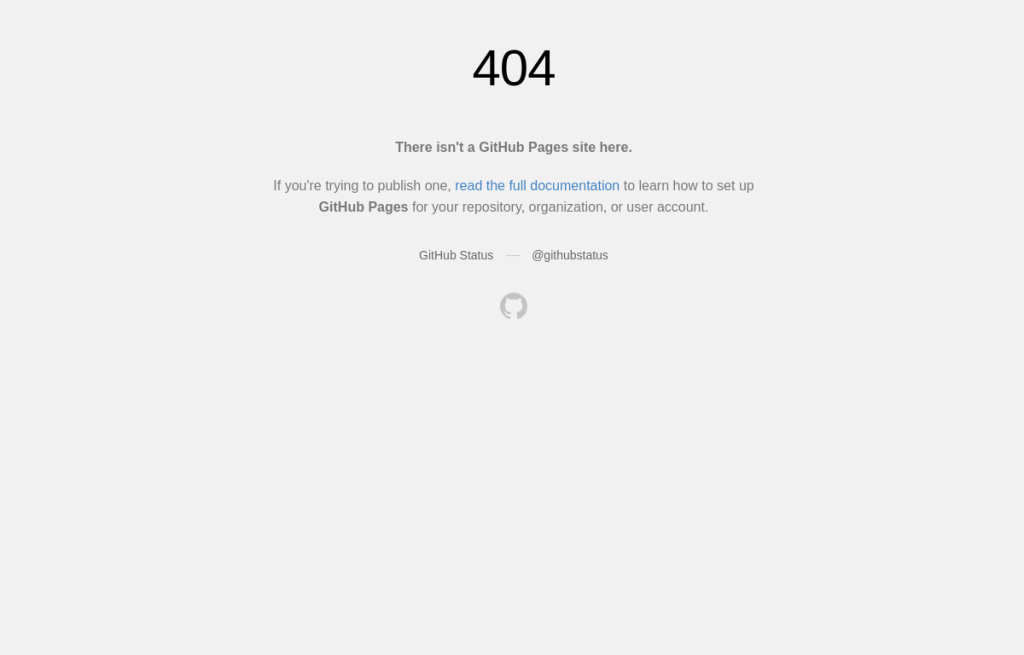 404
There isn't a GitHub Pages site here.
If you're trying to publish one, read the full documentation to learn how to set up
GitHub Pages for your repository, organization, or user account.
GitHub Status — @githubstatus